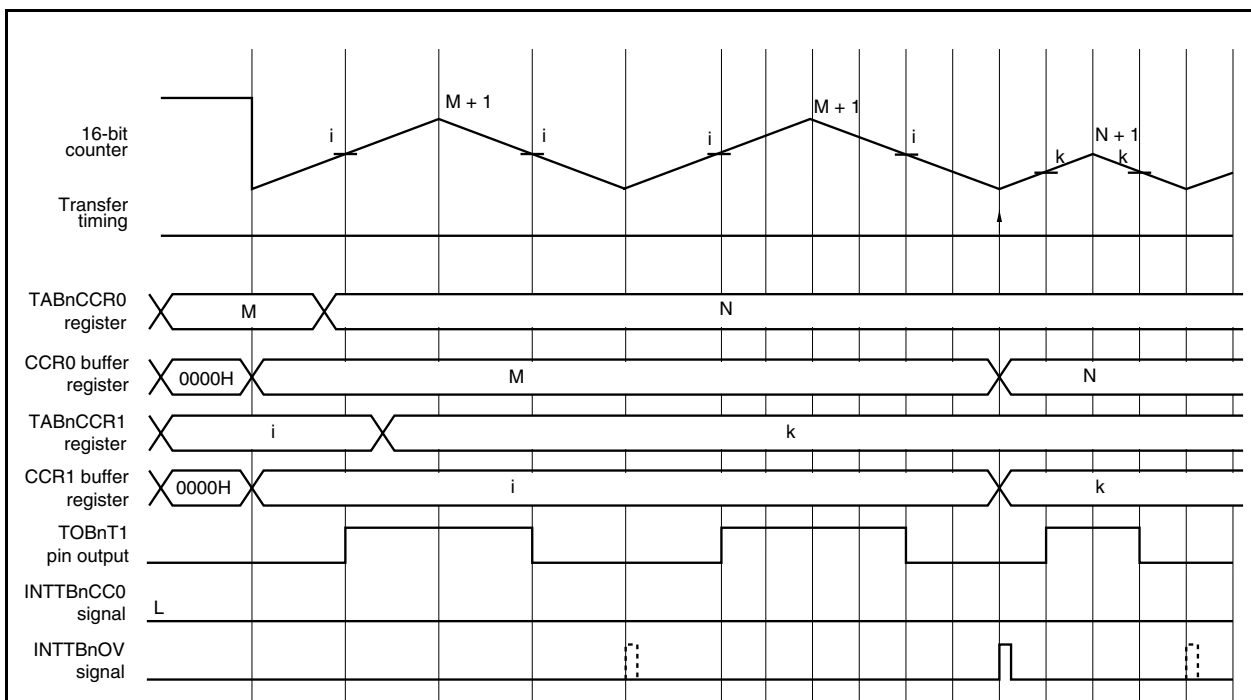 M + 1
M + 1
i
i
i
i
N + 1
k
k
16-bit
counter
Transfer
timing
TABnCCR0
register
M
N
CCR0 buffer
register
0000H
M
N
TABnCCR1
register
i
k
CCR1 buffer
register
0000H
i
k
TOBnT1
pin output
INTTBnCC0
signal
L
INTTBnOV
signal